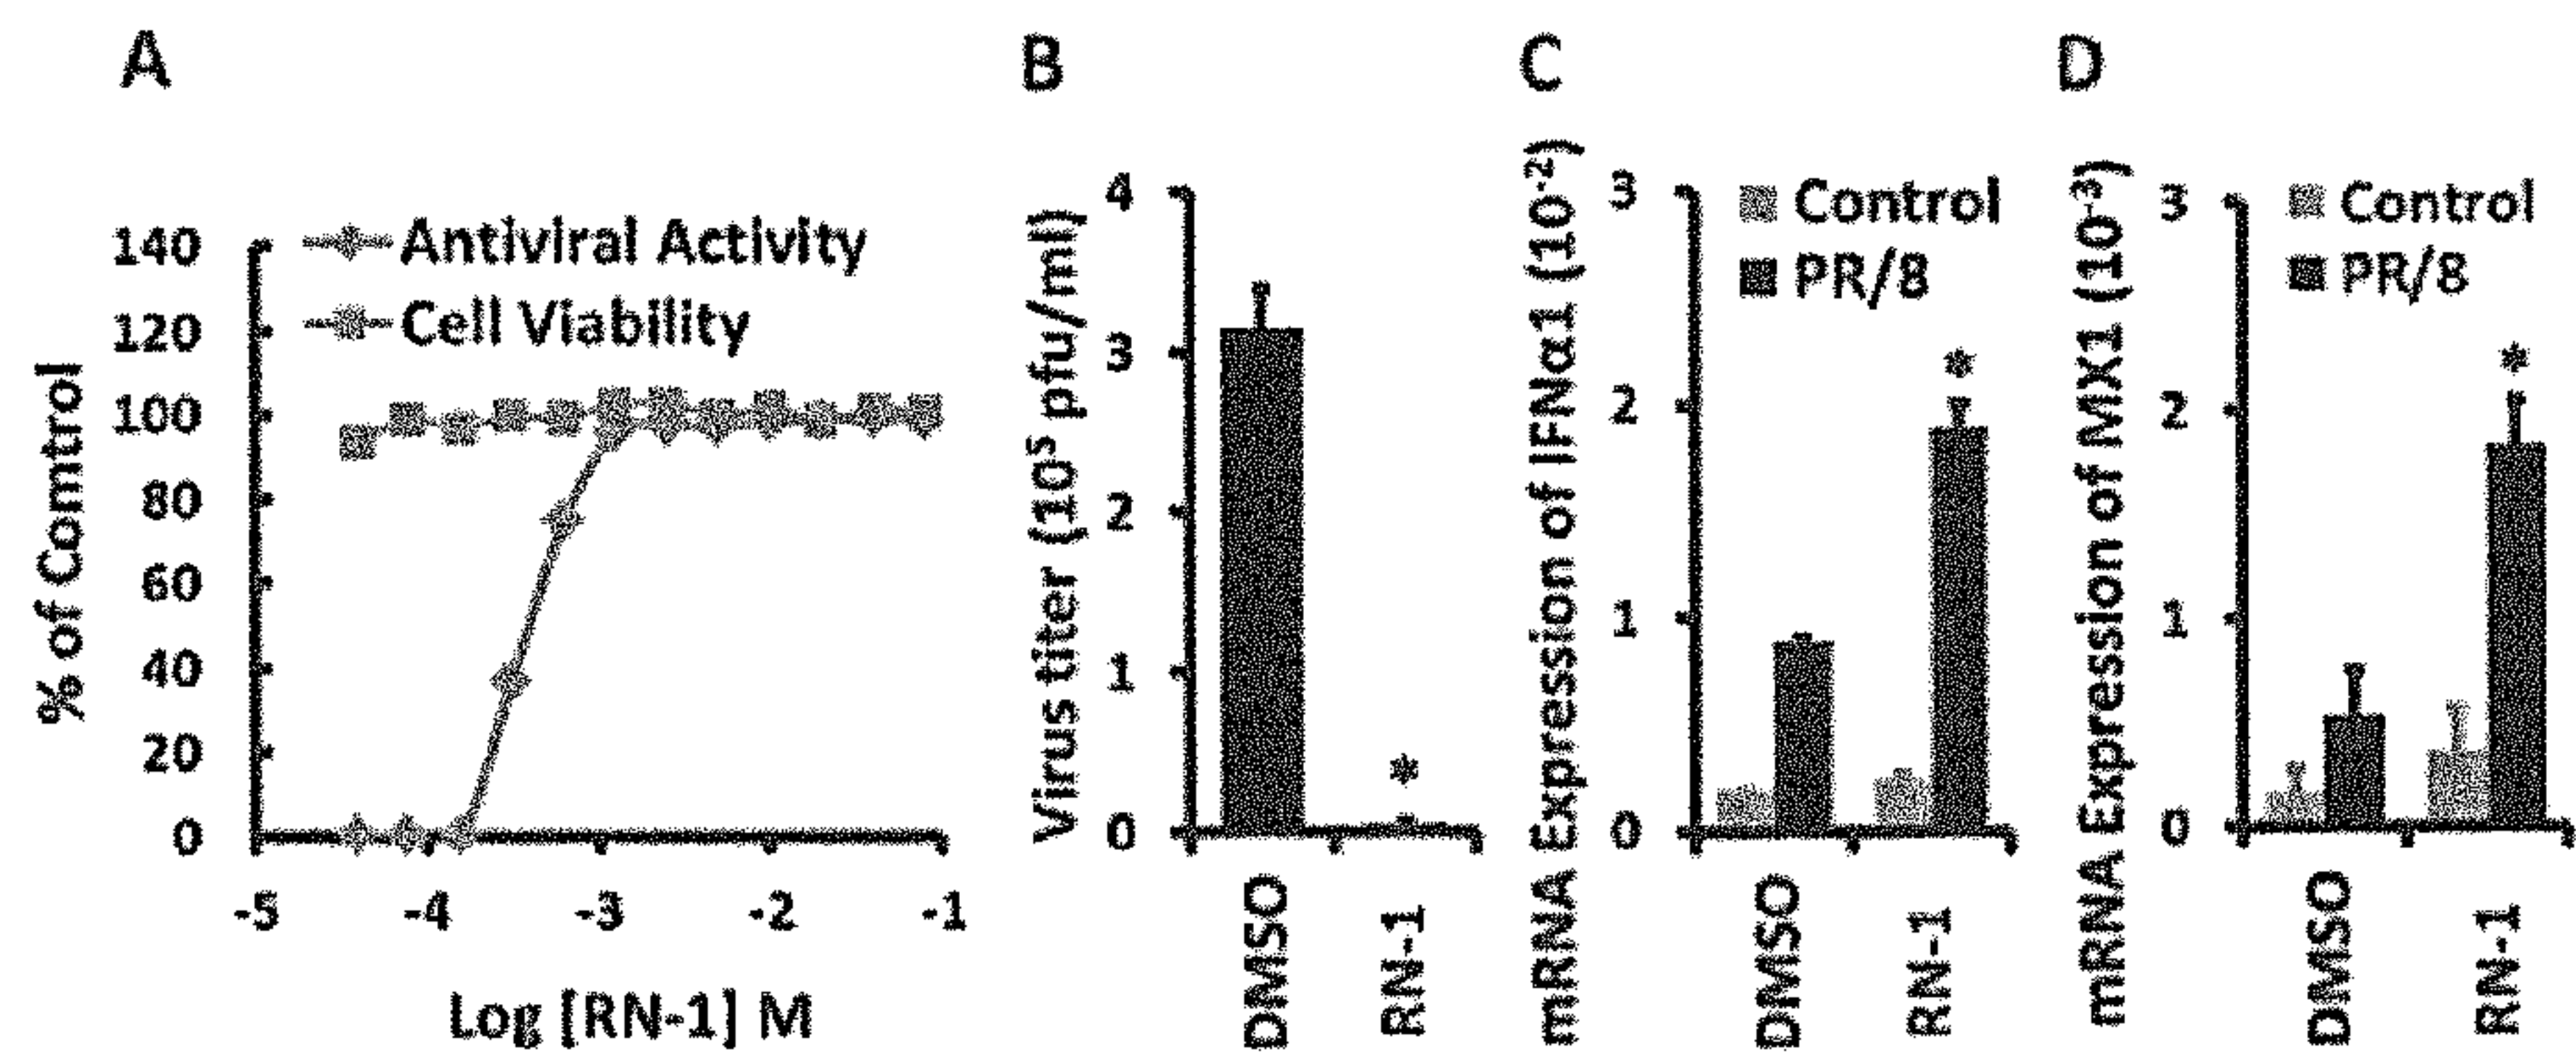 A
% of Control
140
120
100
80
60
40
20
0
Antiviral Activity
Cell Viability
-5 -4 -3 -2 -1
Log [RN-1] M
B
Virus titer (10⁵ pfu/ml)
4
3
2
1
0
DMSO
RN-1
*
C
mRNA Expression of IFNα1 (10⁻²)
3
2
1
0
Control
PR/8
*
DMSO
RN-1
D
mRNA Expression of MX1 (10⁻³)
3
2
1
0
Control
PR/8
*
DMSO
RN-1